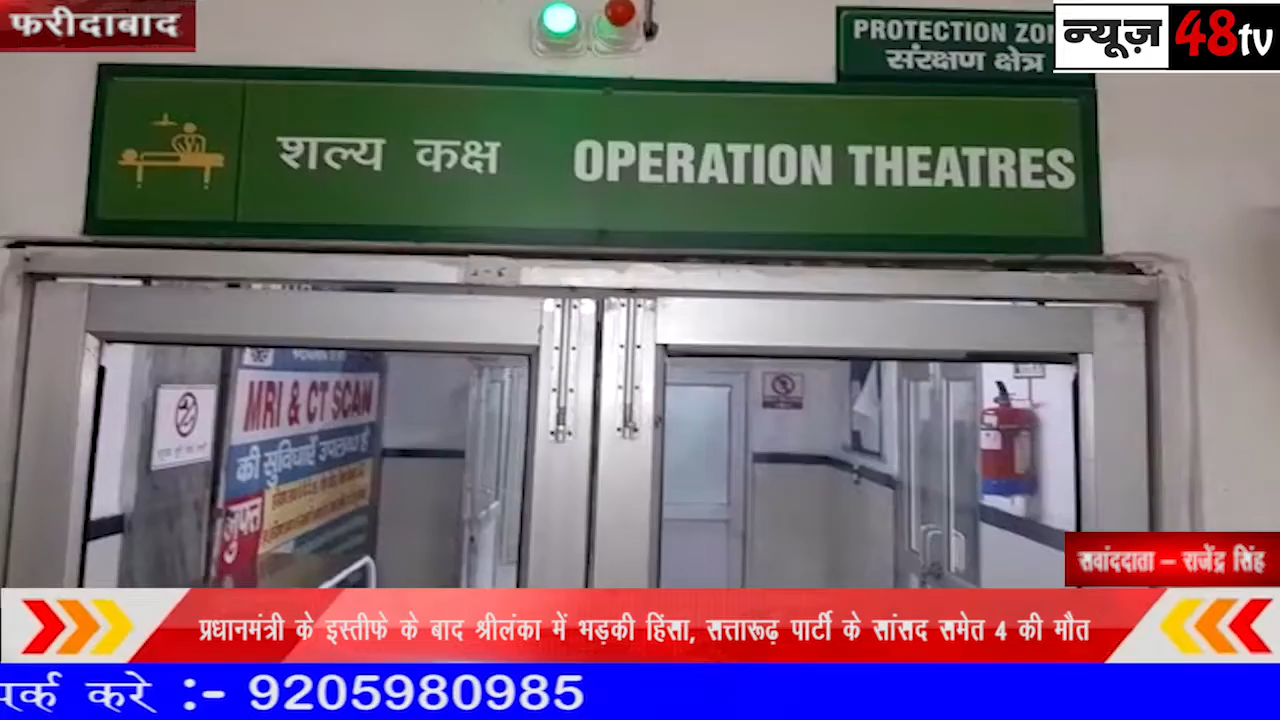 फरीदाबाद
PROTECTION
संरक्षण क्षेत्र
न्यूज़ 48tv
शल्य कक्ष OPERATION THEATRES
MRI & CT SCAN
की सुविधाएँ उपलब्ध है
मुफ्त
सवांददाता – राजेंद्र सिंह
प्रधानमंत्री के इस्तीफे के बाद श्रीलंका में भड़की हिंसा, सत्तारूढ़ पार्टी के सांसद समेत 4 की मौत
र्क करे :- 9205980985